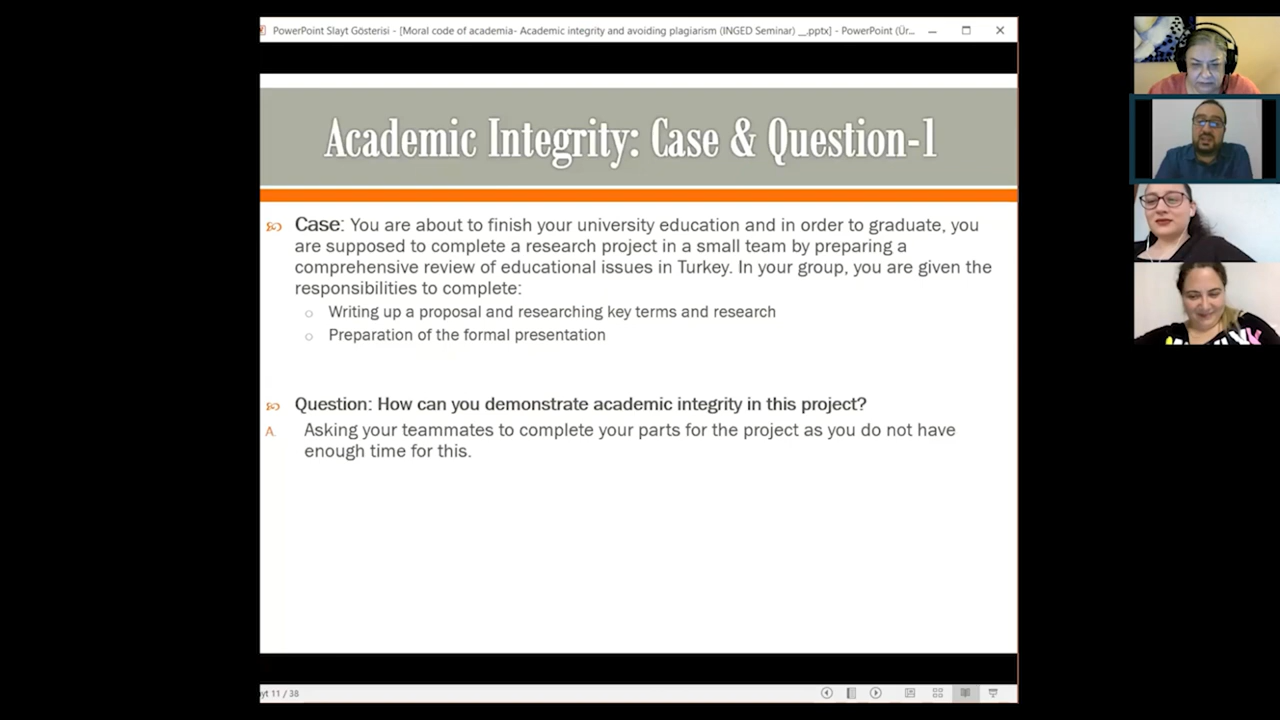 PowerPoint Slayt Gösterisi - [Moral code of academia- Academic integrity and avoiding plagiarism (INGED Seminar) __.pptx] - PowerPoint (Ür...
Academic Integrity: Case & Question-1
Case: You are about to finish your university education and in order to graduate, you
are supposed to complete a research project in a small team by preparing a
comprehensive review of educational issues in Turkey. In your group, you are given the
responsibilities to complete:
Writing up a proposal and researching key terms and research
Preparation of the formal presentation
Question: How can you demonstrate academic integrity in this project?
A. Asking your teammates to complete your parts for the project as you do not have
enough time for this.
yt 11 / 38